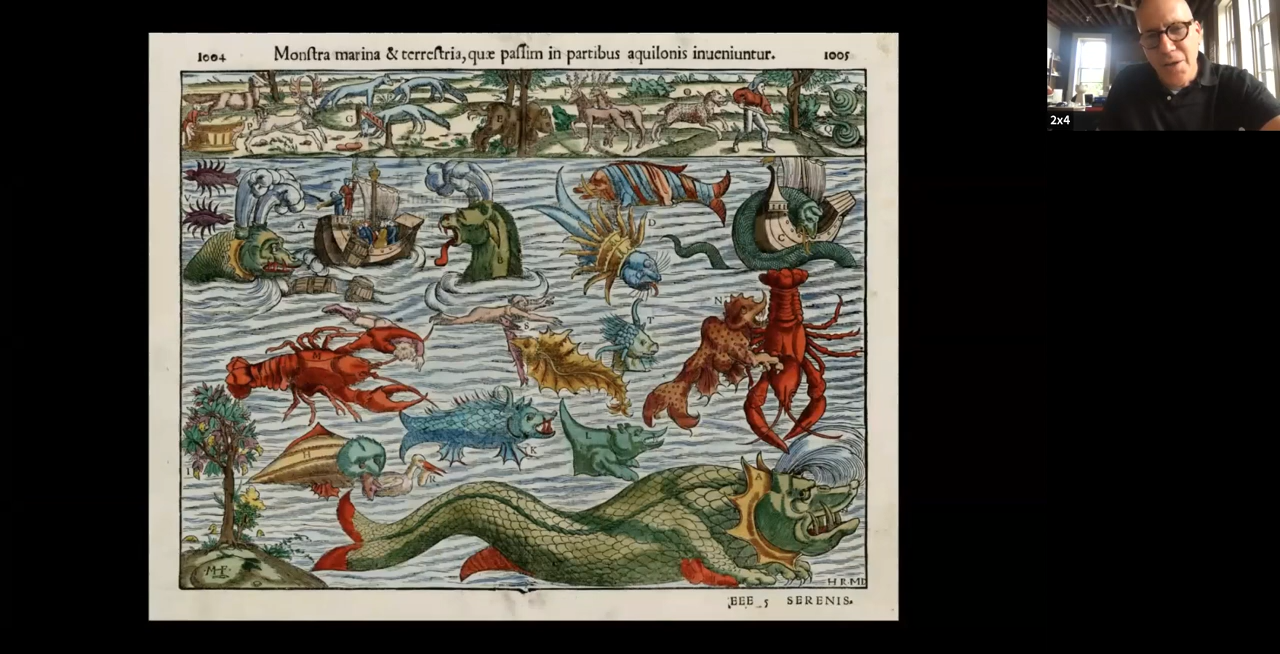 1004 Monſtra marina & terreſtria, quæ paſſim in partibus aquilonis inueniuntur. 1005
2x4
G
E
A
D
B
C
N
S
T
M
H
K
R
I
HRMD
EEE 5 SERENIS.